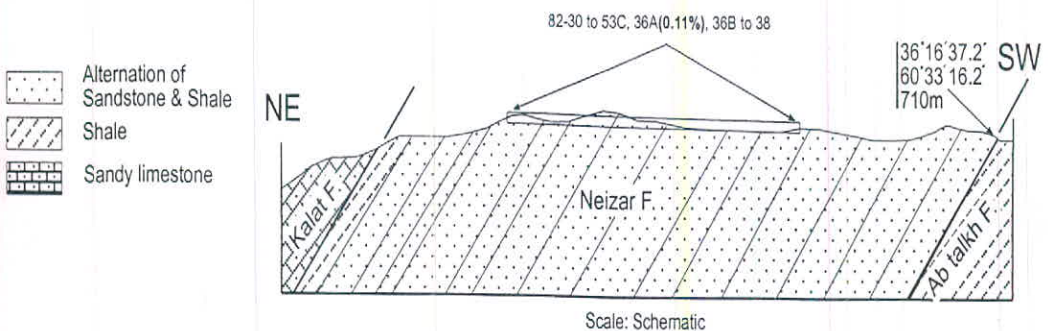 82-30 to 53C, 36A(0.11%), 36B to 38
36°16′37.2″
60°33′16.2″
710m
SW
NE
Alternation of
Sandstone & Shale
Shale
Sandy limestone
Kalat F
Neizar F.
Ab talkh F
Scale: Schematic